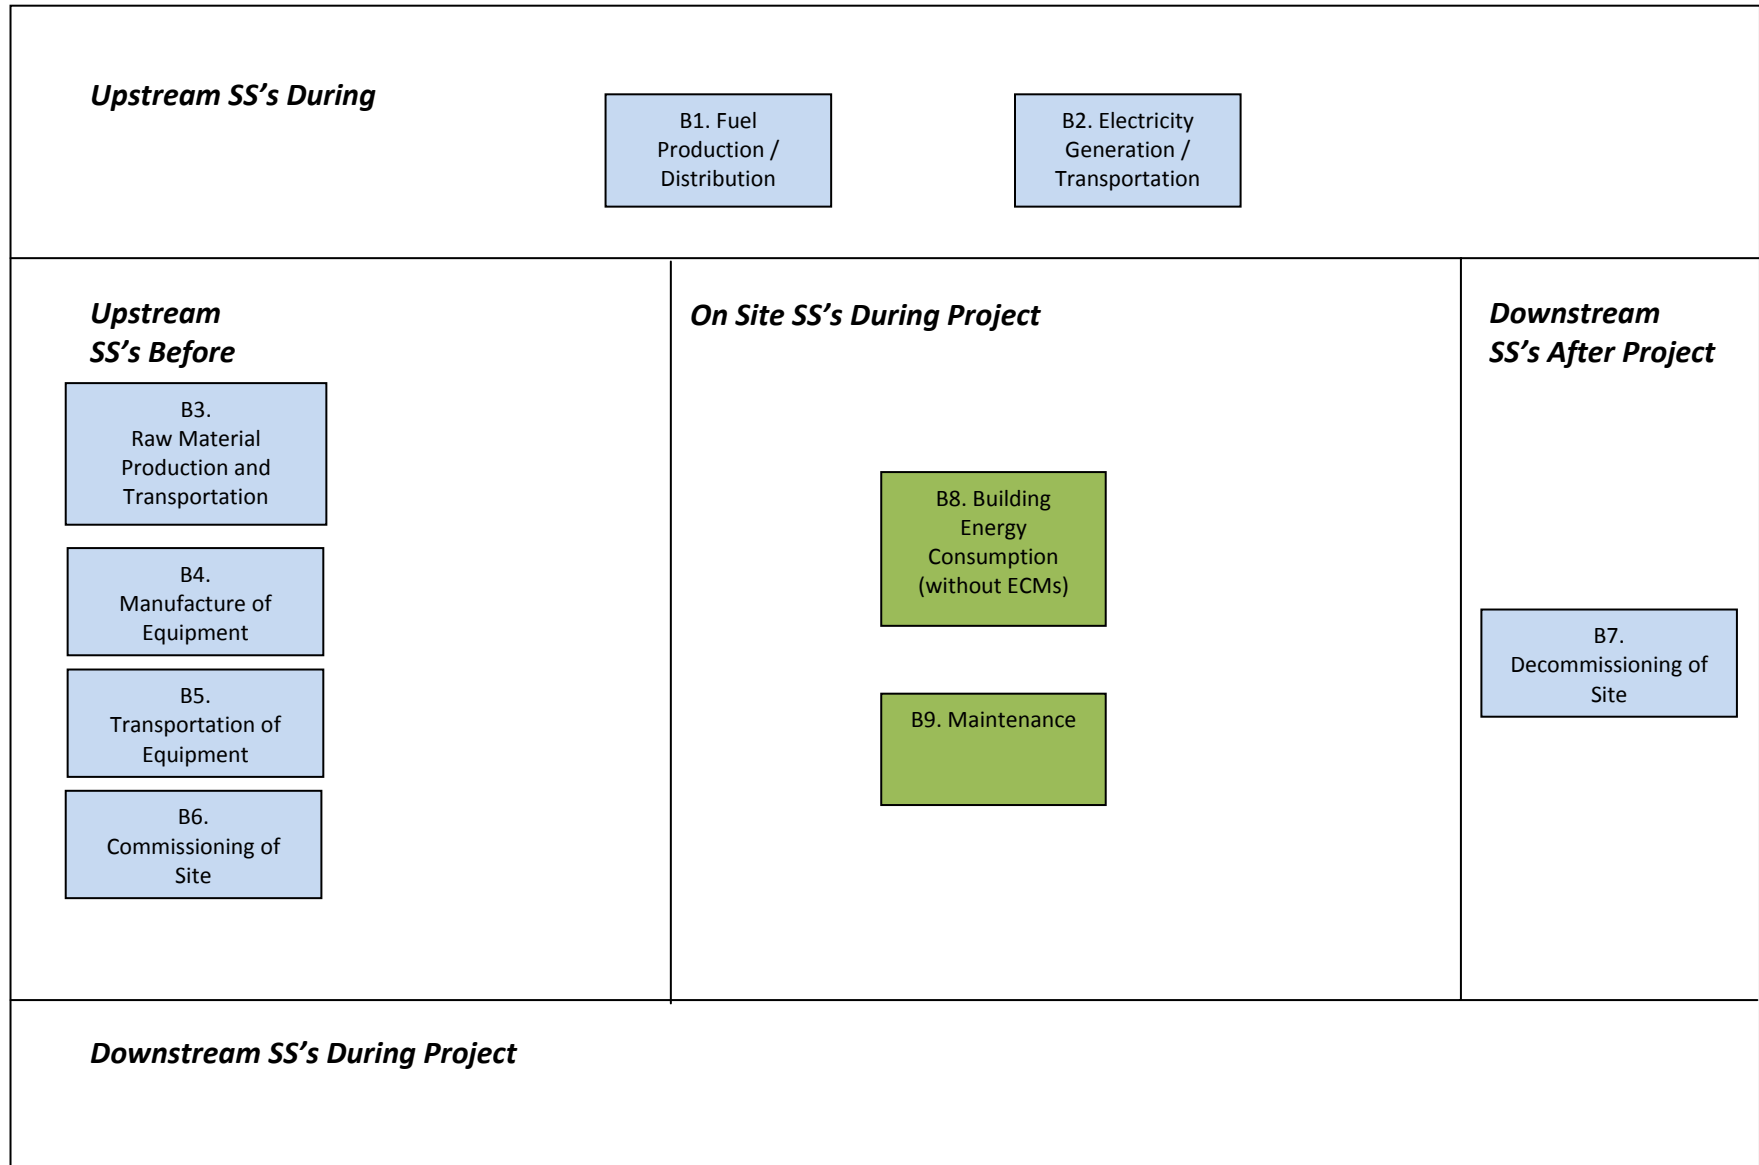 Upstream SS’s During
B1. Fuel
Production /
Distribution
B2. Electricity
Generation /
Transportation
Upstream
SS’s Before
B3.
Raw Material
Production and
Transportation
B4.
Manufacture of
Equipment
B5.
Transportation of
Equipment
B6.
Commissioning of
Site
On Site SS’s During Project
B8. Building
Energy
Consumption
(without ECMs)
B9. Maintenance
Downstream
SS’s After Project
B7.
Decommissioning of
Site
Downstream SS’s During Project